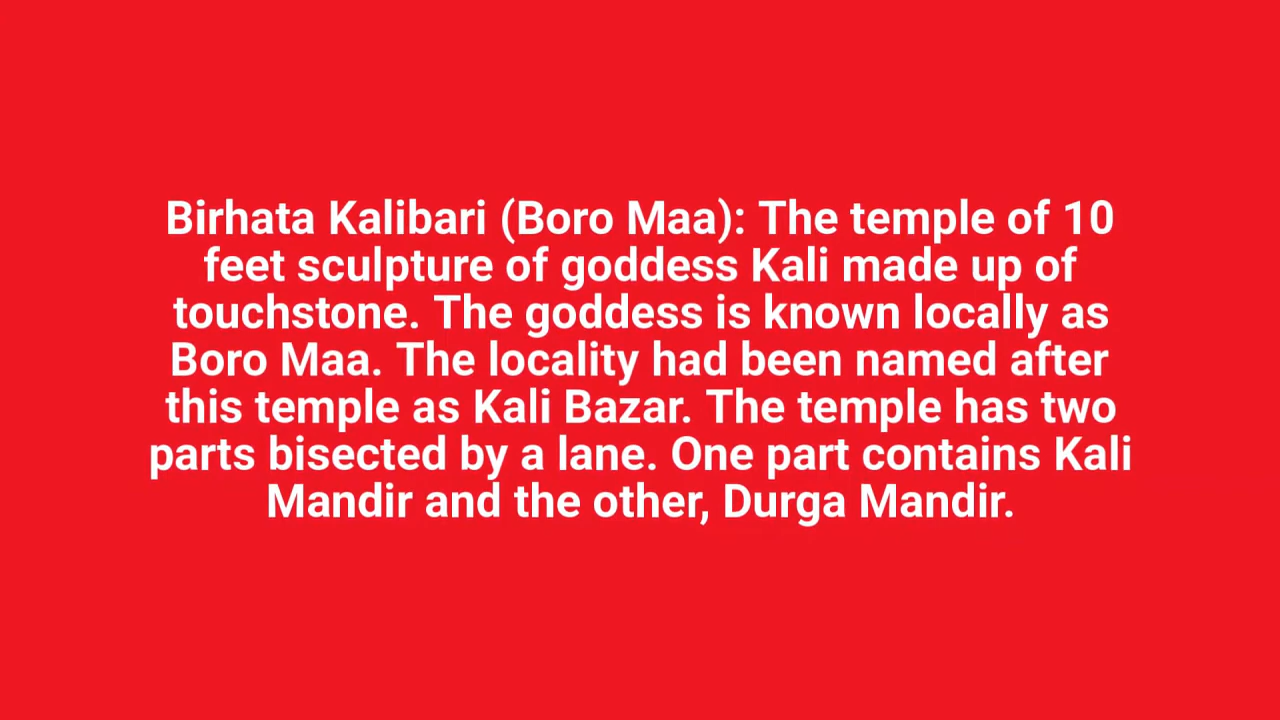 Birhata Kalibari (Boro Maa): The temple of 10
feet sculpture of goddess Kali made up of
touchstone. The goddess is known locally as
Boro Maa. The locality had been named after
this temple as Kali Bazar. The temple has two
parts bisected by a lane. One part contains Kali
Mandir and the other, Durga Mandir.